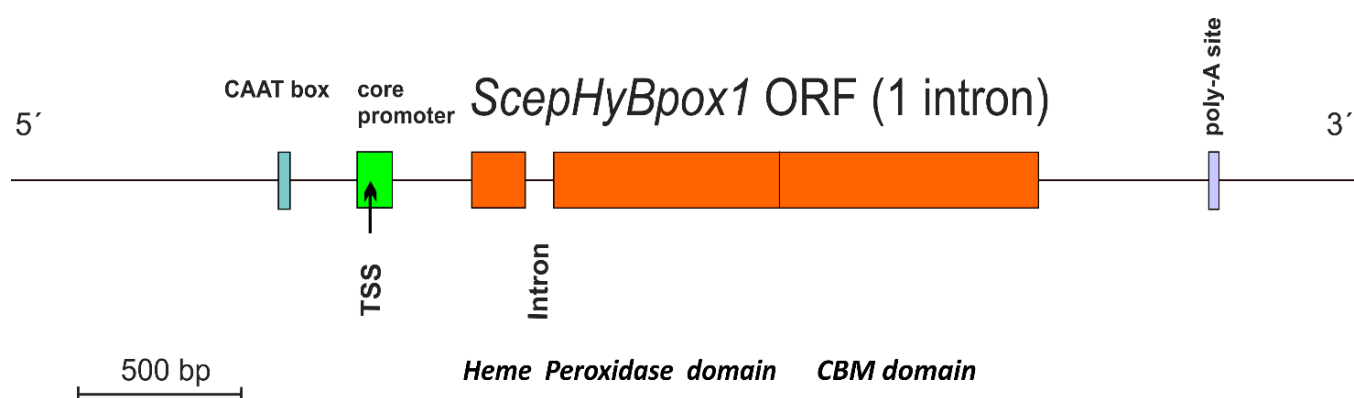 CAAT box
core
promoter
ScepHyBpox1 ORF (1 intron)
poly-A site
5´
3´
TSS
Intron
500 bp
Heme Peroxidase domain
CBM domain